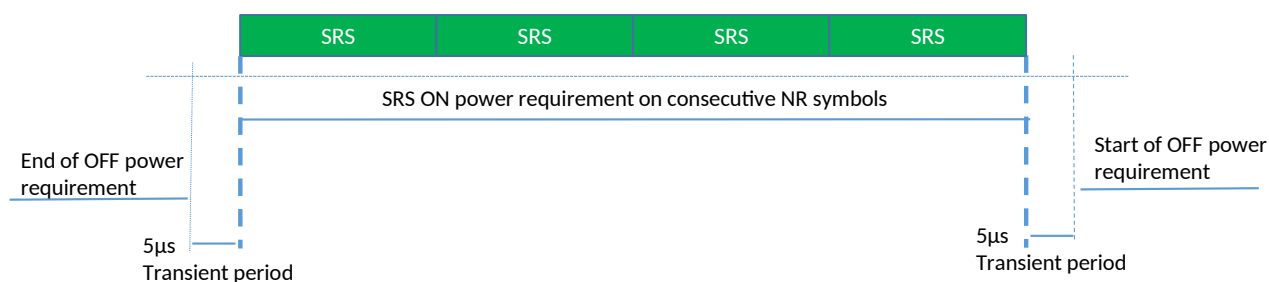 SRS SRS SRS SRS
SRS ON power requirement on consecutive NR symbols
End of OFF power
requirement
Start of OFF power
requirement
5µs
Transient period
5µs
Transient period